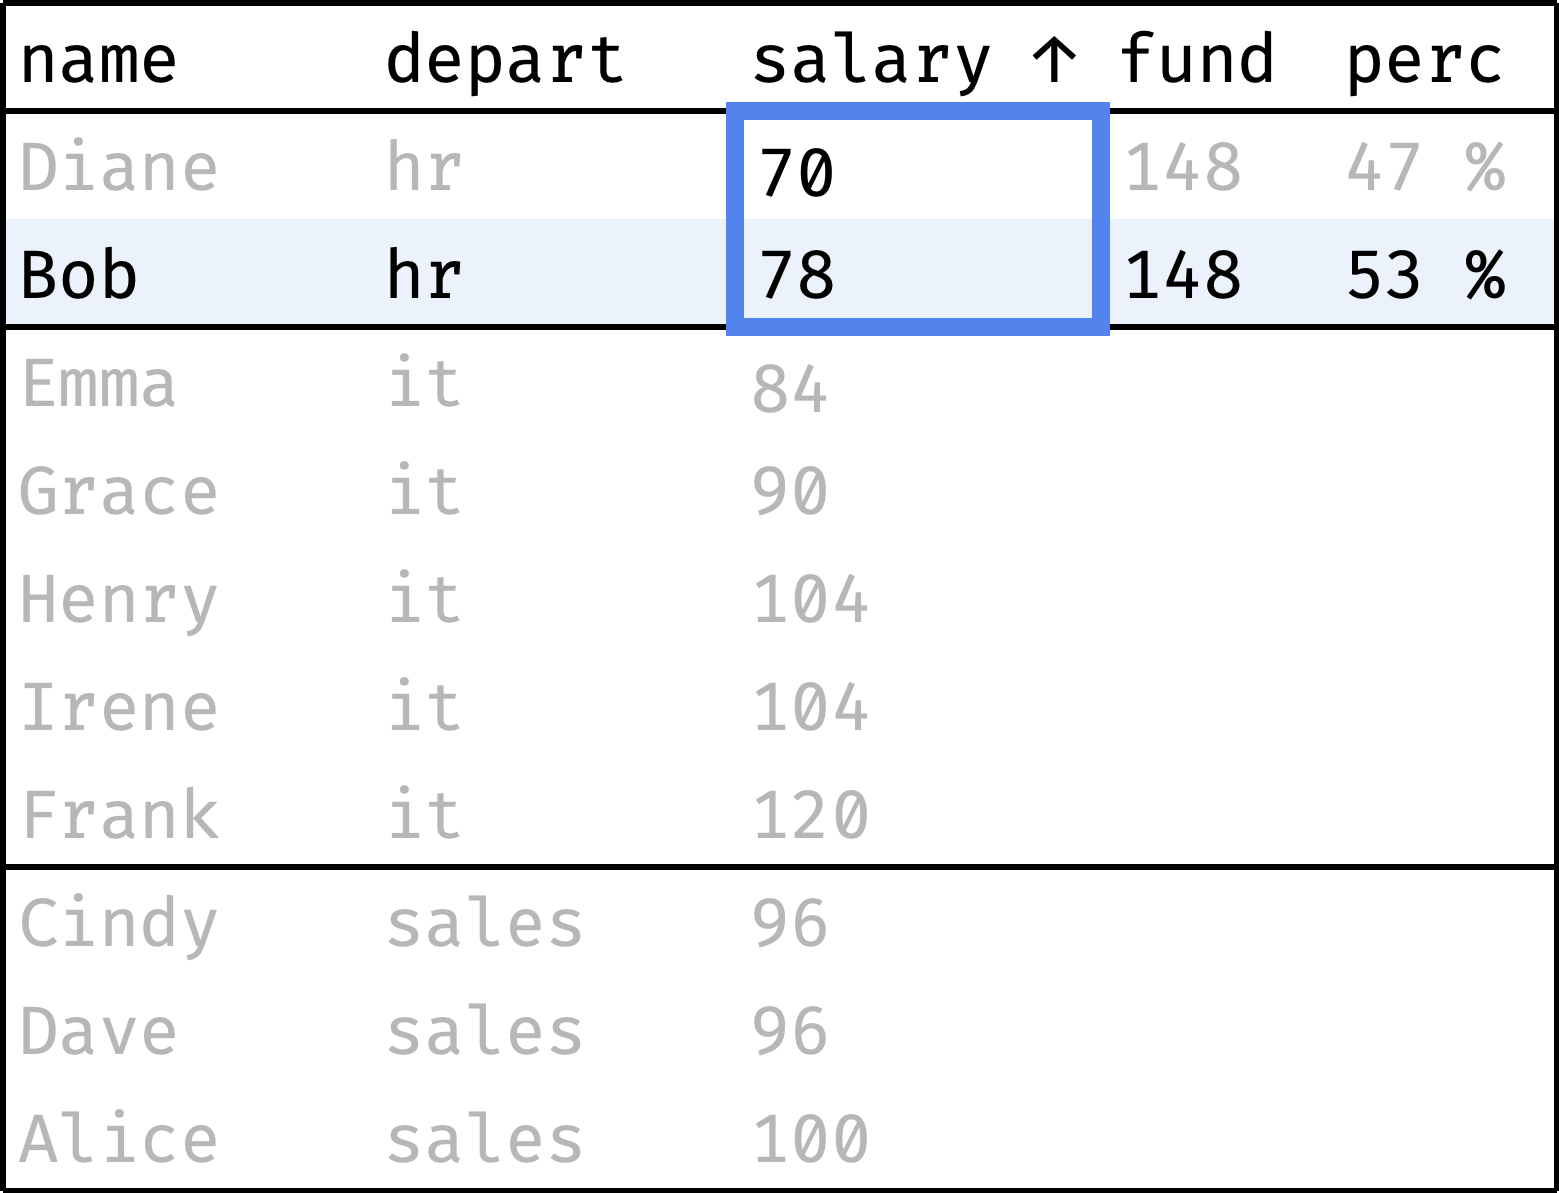 name depart salary ↑ fund perc
Diane hr 70 148 47 %
Bob hr 78 148 53 %
Emma it 84
Grace it 90
Henry it 104
Irene it 104
Frank it 120
Cindy sales 96
Dave sales 96
Alice sales 100